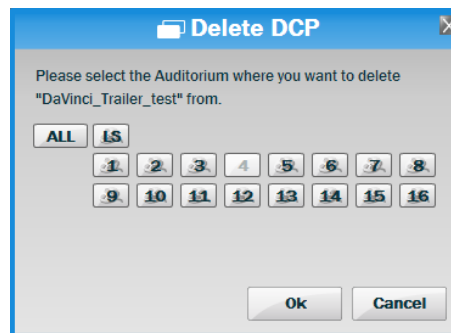 Delete DCP
Please select the Auditorium where you want to delete
"DaVinci_Trailer_test" from.
ALL LS
1 2 3 4 5 6 7 8
9 10 11 12 13 14 15 16
Ok Cancel